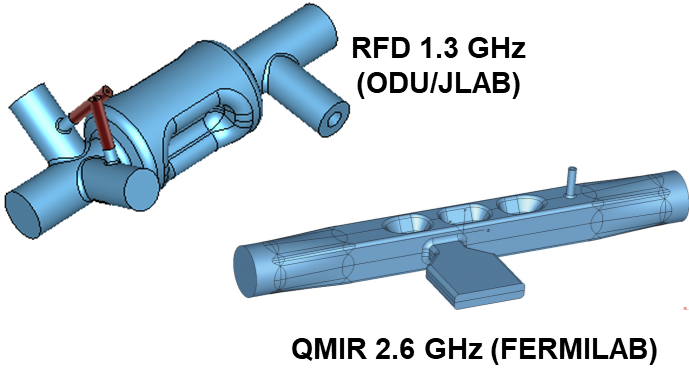 RFD 1.3 GHz
(ODU/JLAB)
QMIR 2.6 GHz (FERMILAB)